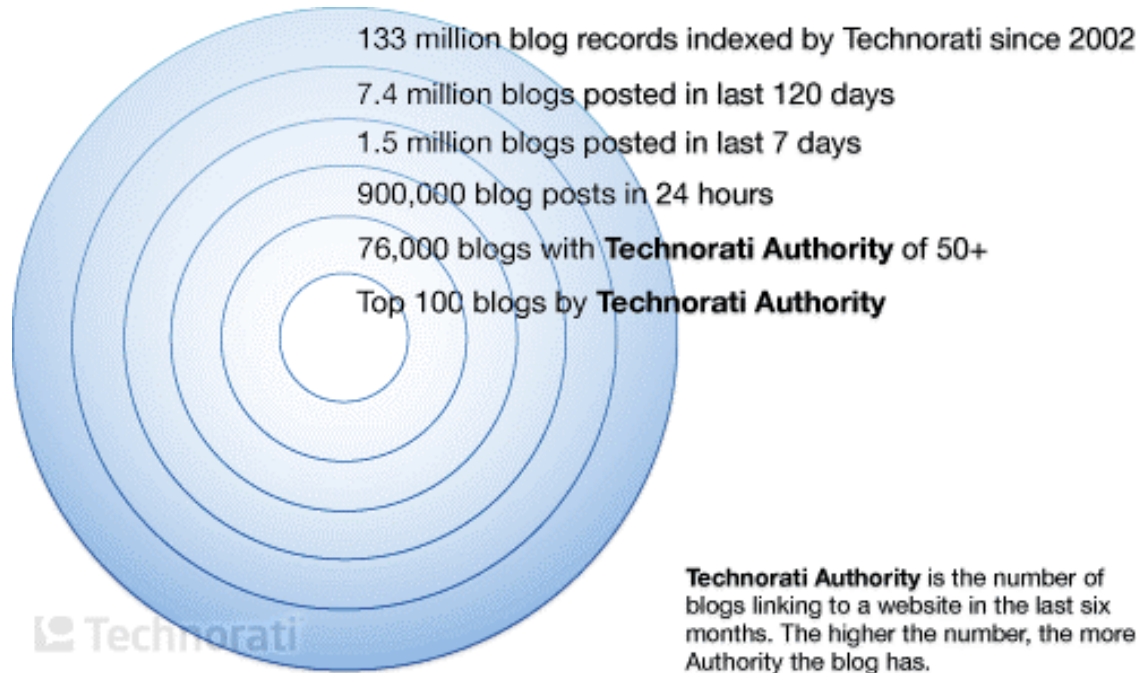 133 million blog records indexed by Technorati since 2002
7.4 million blogs posted in last 120 days
1.5 million blogs posted in last 7 days
900,000 blog posts in 24 hours
76,000 blogs with Technorati Authority of 50+
Top 100 blogs by Technorati Authority
Technorati Authority is the number of
blogs linking to a website in the last six
months. The higher the number, the more
Authority the blog has.
Technorati